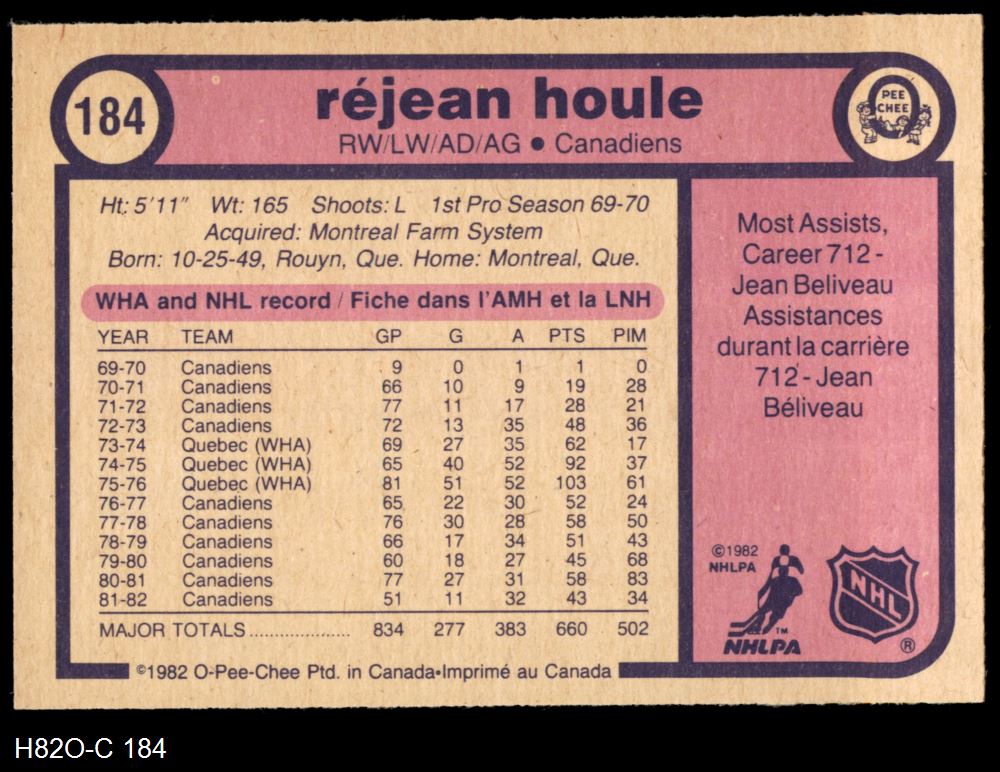 184
réjean houle
RW/LW/AD/AG • Canadiens
O
PEE
CHEE
Ht: 5'11" Wt: 165 Shoots: L 1st Pro Season 69-70
Acquired: Montreal Farm System
Born: 10-25-49, Rouyn, Que. Home: Montreal, Que.
WHA and NHL record / Fiche dans l'AMH et la LNH
YEAR TEAM GP G A PTS PIM
69-70 Canadiens 9 0 1 1 0
70-71 Canadiens 66 10 9 19 28
71-72 Canadiens 77 11 17 28 21
72-73 Canadiens 72 13 35 48 36
73-74 Quebec (WHA) 69 27 35 62 17
74-75 Quebec (WHA) 65 40 52 92 37
75-76 Quebec (WHA) 81 51 52 103 61
76-77 Canadiens 65 22 30 52 24
77-78 Canadiens 76 30 28 58 50
78-79 Canadiens 66 17 34 51 43
79-80 Canadiens 60 18 27 45 68
80-81 Canadiens 77 27 31 58 83
81-82 Canadiens 51 11 32 43 34
MAJOR TOTALS.................... 834 277 383 660 502
©1982 O-Pee-Chee Ptd. in Canada•Imprimé au Canada
Most Assists,
Career 712 -
Jean Beliveau
Assistances
durant la carrière
712 - Jean
Béliveau
©1982
NHLPA
TM
NHLPA
NHL
®
H82O-C 184